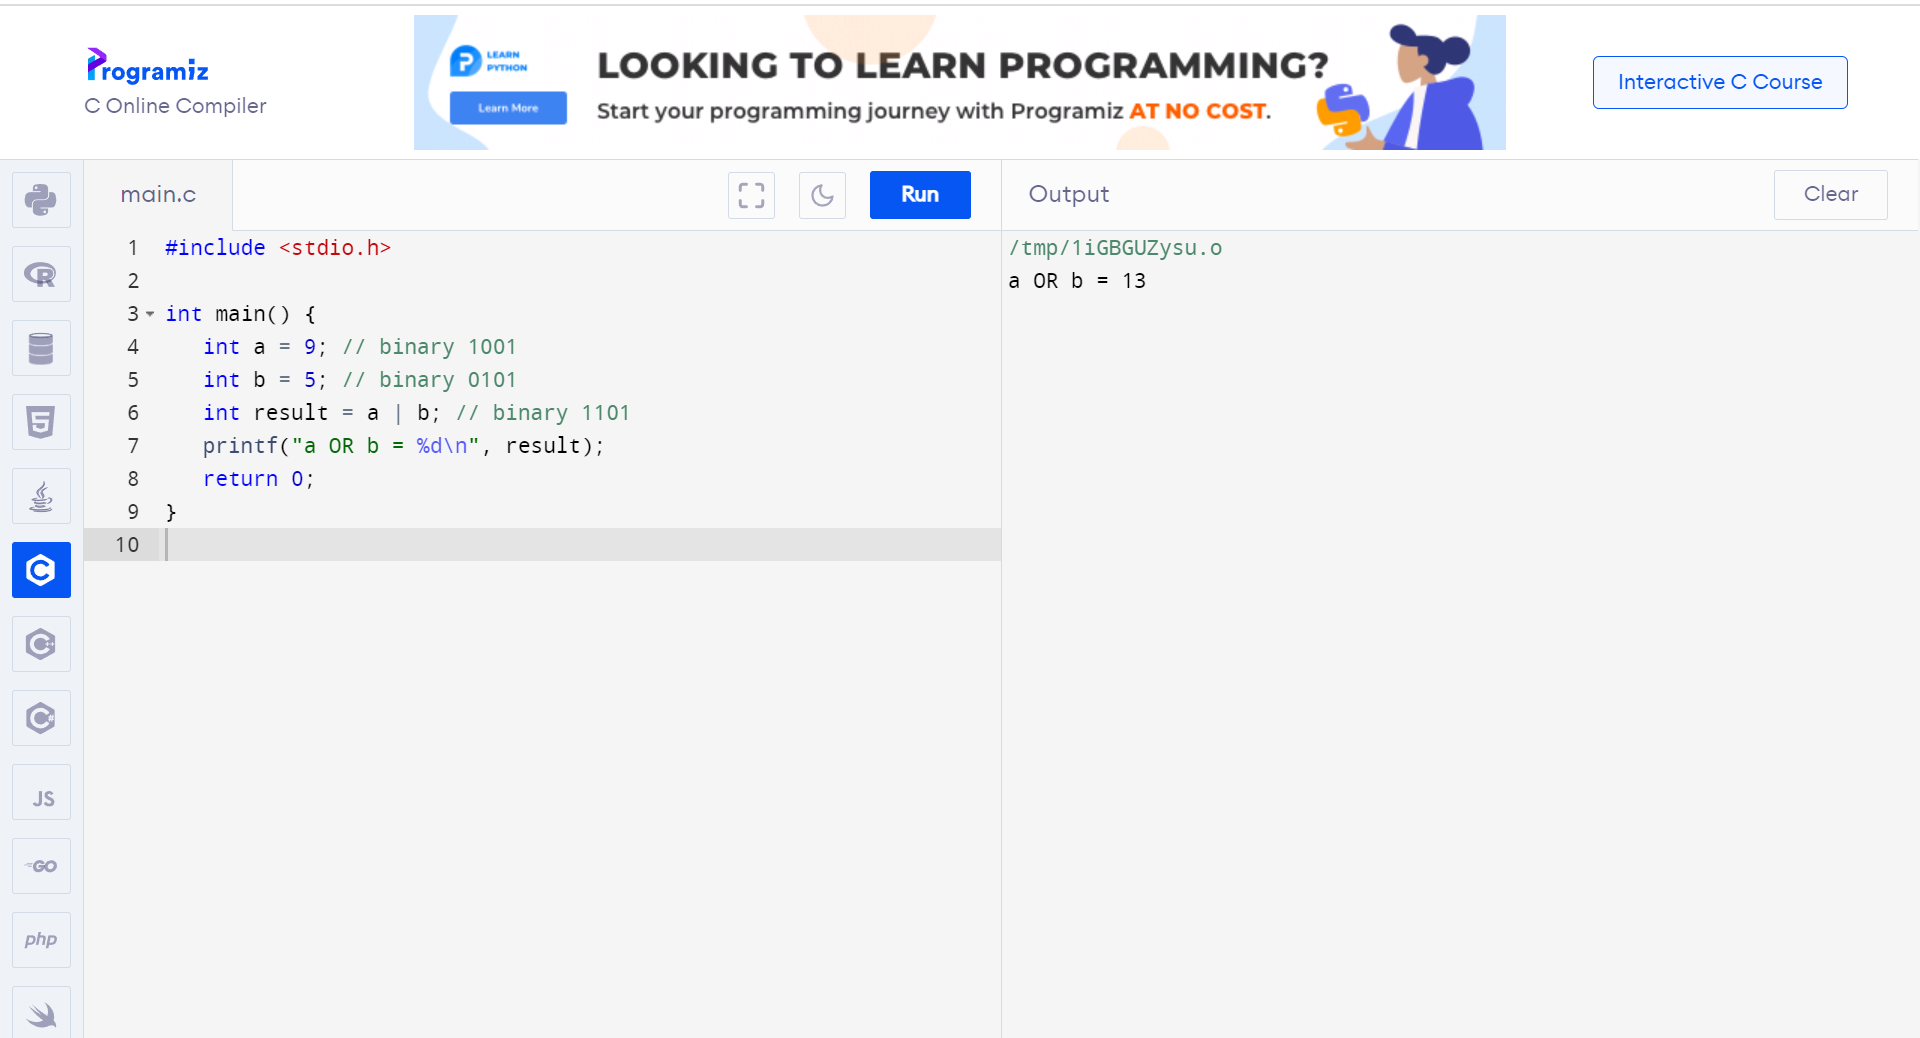 Programiz
C Online Compiler
LEARN
PYTHON
Learn More
LOOKING TO LEARN PROGRAMMING?
Start your programming journey with Programiz AT NO COST.
Interactive C Course
main.c
Run
Output
Clear
1 #include <stdio.h>
2
3 int main() {
4 int a = 9; // binary 1001
5 int b = 5; // binary 0101
6 int result = a | b; // binary 1101
7 printf("a OR b = %d\n", result);
8 return 0;
9 }
10
/tmp/1iGBGUZysu.o
a OR b = 13
R
5
C
C
C#
JS
GO
php